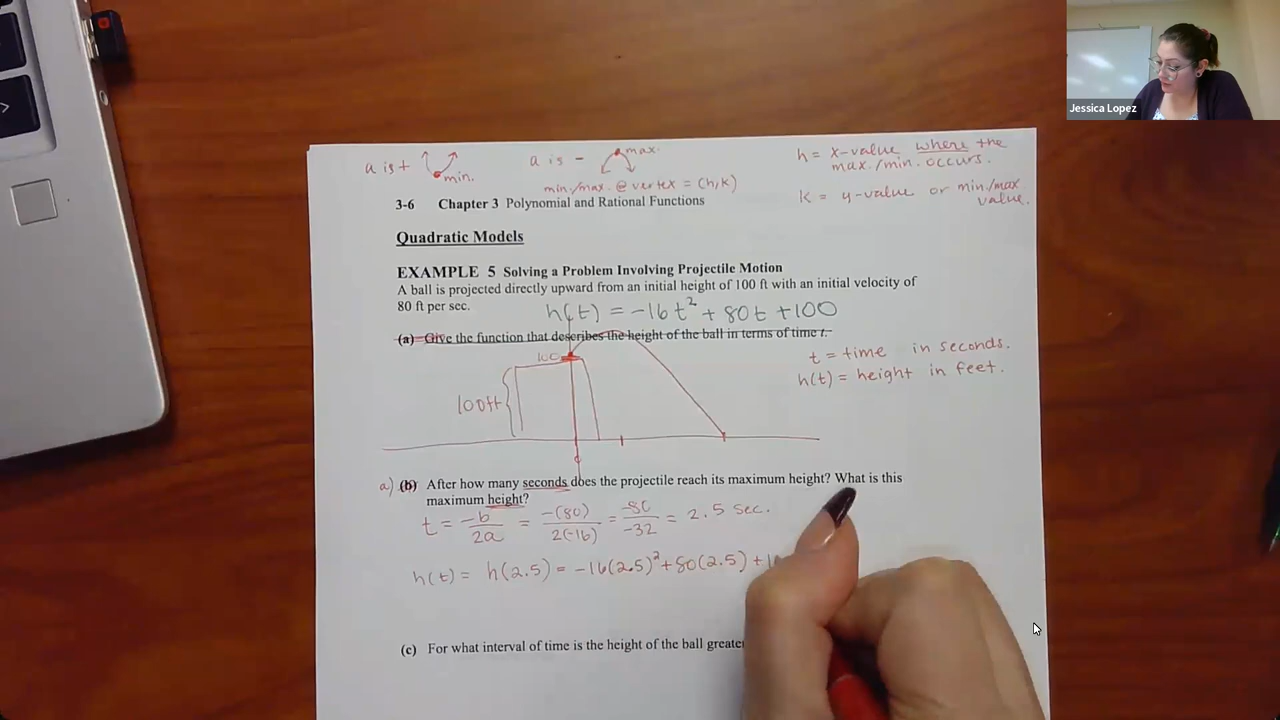 Jessica Lopez
a is + min.
a is - max.
min./max. @ vertex = (h,k)
h = x-value where the
max./min. occurs.
k = y-value or min./max
value.
3-6 Chapter 3 Polynomial and Rational Functions
Quadratic Models
EXAMPLE 5 Solving a Problem Involving Projectile Motion
A ball is projected directly upward from an initial height of 100 ft with an initial velocity of
80 ft per sec.
h(t) = -16t² + 80t + 100
(a) Give the function that describes the height of the ball in terms of time t.
t = time in seconds.
h(t) = height in feet.
100
100ft
a) (b) After how many seconds does the projectile reach its maximum height? What is this
maximum height?
t = -b/2a = -(80)/2(-16) = -80/-32 = 2.5 sec.
h(t) = h(2.5) = -16(2.5)² + 80(2.5) + 1
(c) For what interval of time is the height of the ball